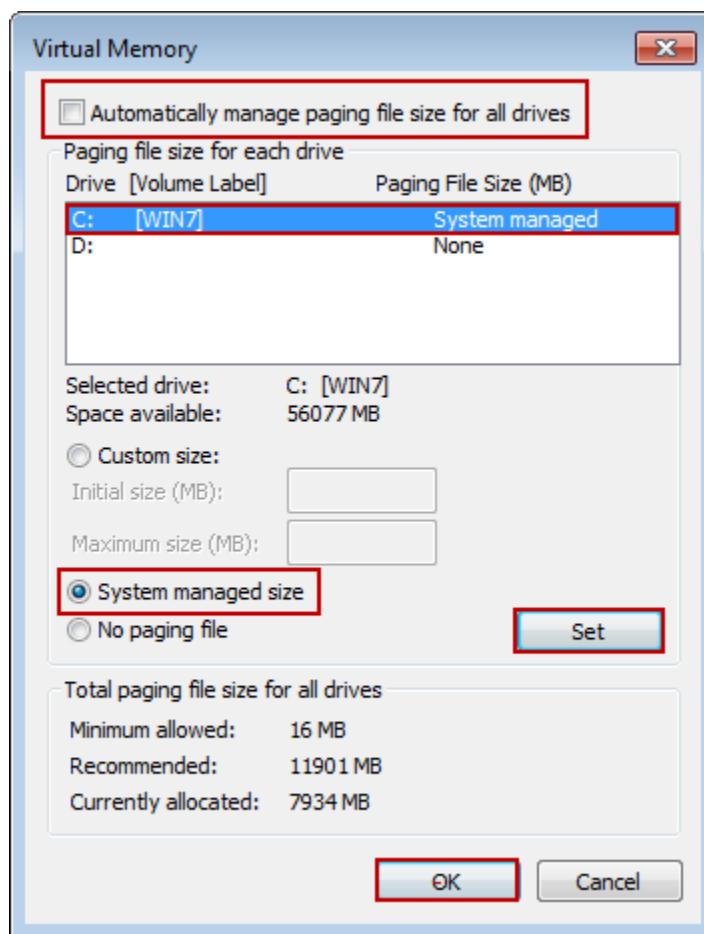 Virtual Memory
Automatically manage paging file size for all drives
Paging file size for each drive
Drive [Volume Label] Paging File Size (MB)
C: [WIN7] System managed
D: None
Selected drive: C: [WIN7]
Space available: 56077 MB
Custom size:
Initial size (MB):
Maximum size (MB):
System managed size
No paging file
Set
Total paging file size for all drives
Minimum allowed: 16 MB
Recommended: 11901 MB
Currently allocated: 7934 MB
OK Cancel